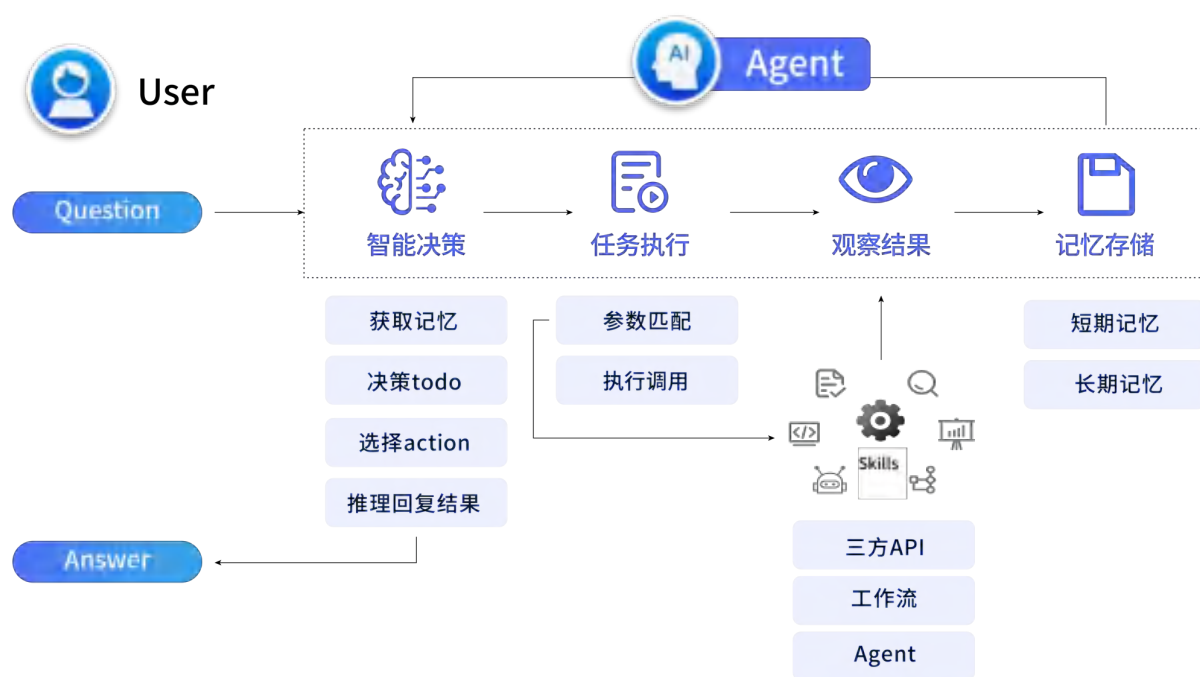 AI
Agent
User
Question
智能决策
任务执行
观察结果
记忆存储
获取记忆
决策todo
选择action
推理回复结果
参数匹配
执行调用
短期记忆
长期记忆
Skills
三方API
工作流
Agent
Answer